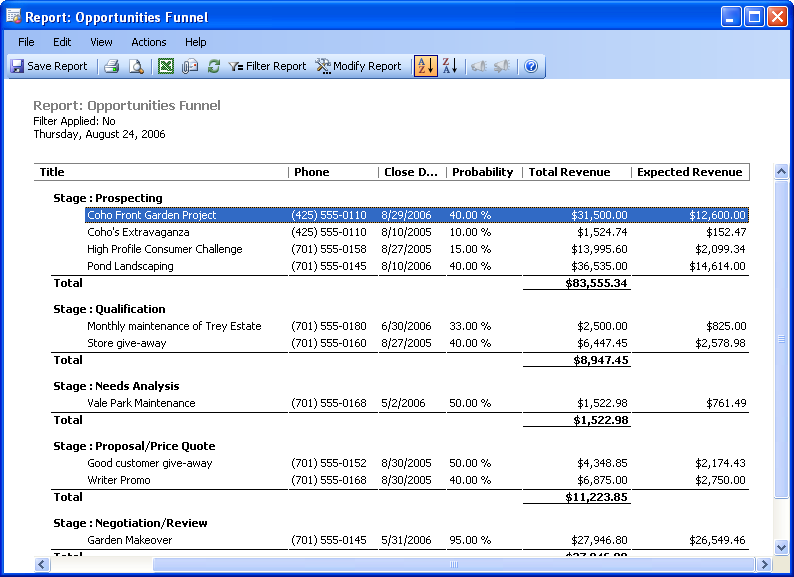 Report: Opportunities Funnel
File Edit View Actions Help
Save Report Filter Report Modify Report
Report: Opportunities Funnel
Filter Applied: No
Thursday, August 24, 2006
Title Phone Close D... Probability Total Revenue Expected Revenue
Stage : Prospecting
Coho Front Garden Project (425) 555-0110 8/29/2006 40.00 % $31,500.00 $12,600.00
Coho's Extravaganza (425) 555-0110 8/10/2005 10.00 % $1,524.74 $152.47
High Profile Consumer Challenge (701) 555-0158 8/27/2005 15.00 % $13,995.60 $2,099.34
Pond Landscaping (701) 555-0145 8/10/2006 40.00 % $36,535.00 $14,614.00
Total $83,555.34
Stage : Qualification
Monthly maintenance of Trey Estate (701) 555-0180 6/30/2006 33.00 % $2,500.00 $825.00
Store give-away (701) 555-0160 8/27/2005 40.00 % $6,447.45 $2,578.98
Total $8,947.45
Stage : Needs Analysis
Vale Park Maintenance (701) 555-0168 5/2/2006 50.00 % $1,522.98 $761.49
Total $1,522.98
Stage : Proposal/Price Quote
Good customer give-away (701) 555-0152 8/30/2005 50.00 % $4,348.85 $2,174.43
Writer Promo (701) 555-0168 8/30/2005 40.00 % $6,875.00 $2,750.00
Total $11,223.85
Stage : Negotiation/Review
Garden Makeover (701) 555-0145 5/31/2006 95.00 % $27,946.80 $26,549.46